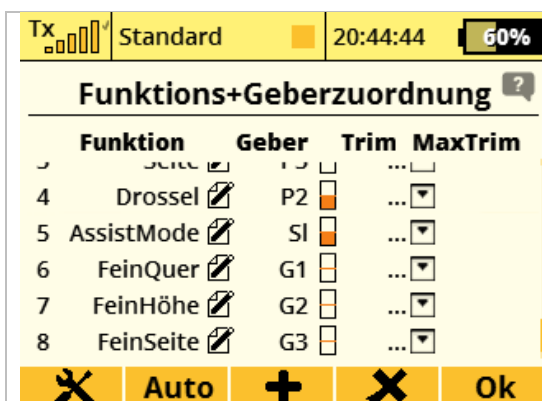 Tx Standard 20:44:44 60%
Funktions+Geberzuordnung ?
Funktion Geber Trim MaxTrim
4 Drossel P2 ...
5 AssistMode Sl ...
6 FeinQuer G1 ...
7 FeinHöhe G2 ...
8 FeinSeite G3 ...
Auto Ok